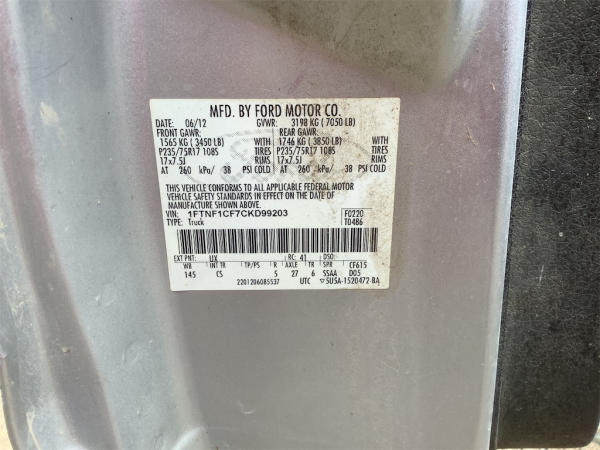 MFD. BY FORD MOTOR CO.
DATE: 06/12 GVWR: 3198 KG ( 7050 LB)
FRONT GAWR: REAR GAWR:
1565 KG ( 3450 LB) WITH 1746 KG ( 3850 LB) WITH
P235/75R17 108S TIRES P235/75R17 108S TIRES
17x7.5J RIMS 17x7.5J RIMS
AT 260 kPa/ 38 PSI COLD AT 260 kPa/ 38 PSI COLD
THIS VEHICLE CONFORMS TO ALL APPLICABLE FEDERAL MOTOR
VEHICLE SAFETY STANDARDS IN EFFECT ON THE DATE OF
MANUFACTURE SHOWN ABOVE.
VIN: 1FTNF1CF7CKD99203 F0220
TYPE: Truck T0486
EXT PNT: UX RC: 41 DSO:
WB INT TR TP/PS R AXLE TR SPR CF615
145 CS 5 27 6 SSAA D05
2201206085537 UTC ▽5U5A-1520472-BA